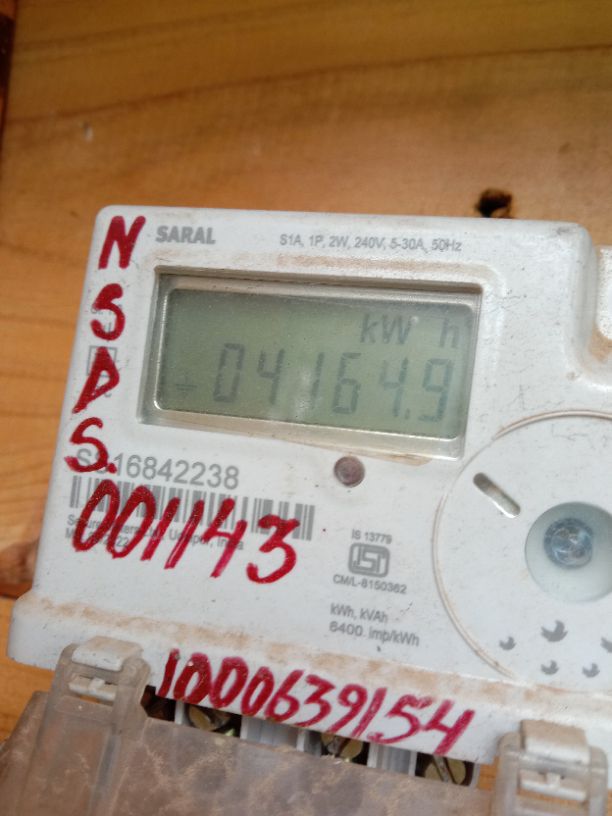 SARAL
S1A, 1P, 2W, 240V, 5-30A, 50Hz
N
S
D
S.
kW h
04164.9
16842238
001143
IS 13779
CM/L-8150362
kWh, kVAh
6400 imp/kWh
1000639154